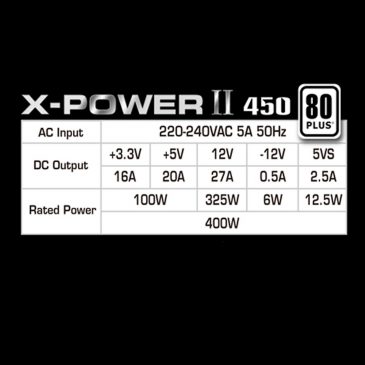 X-POWER II 450 80 PLUS
AC Input 220-240VAC 5A 50Hz
DC Output +3.3V +5V 12V -12V 5VS
16A 20A 27A 0.5A 2.5A
Rated Power 100W 325W 6W 12.5W
400W